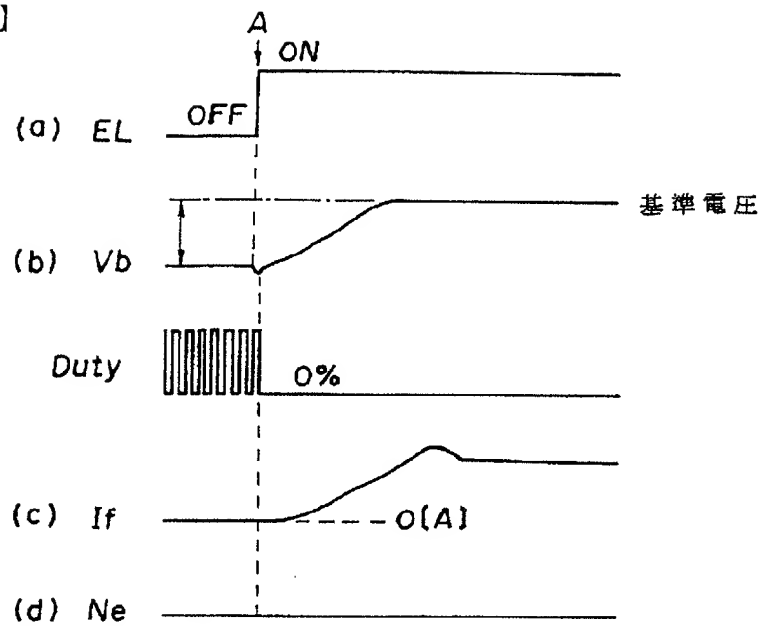 】
A
ON
OFF
(a) EL
基準電圧
(b) Vb
Duty
0%
(c) If
0[A]
(d) Ne